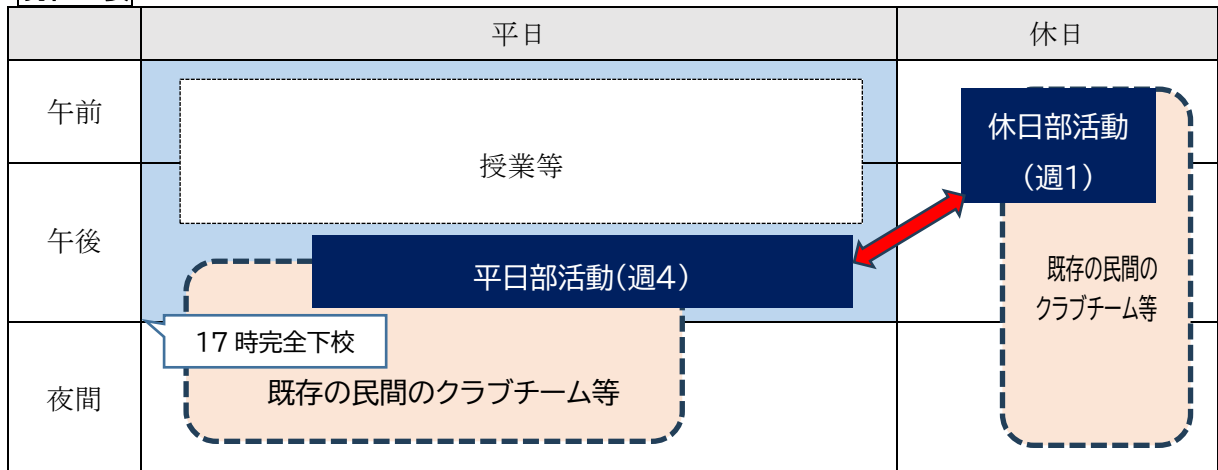 平日
休日
午前
授業等
休日部活動
（週1）
午後
平日部活動（週4）
既存の民間の
クラブチーム等
17時完全下校
夜間
既存の民間のクラブチーム等